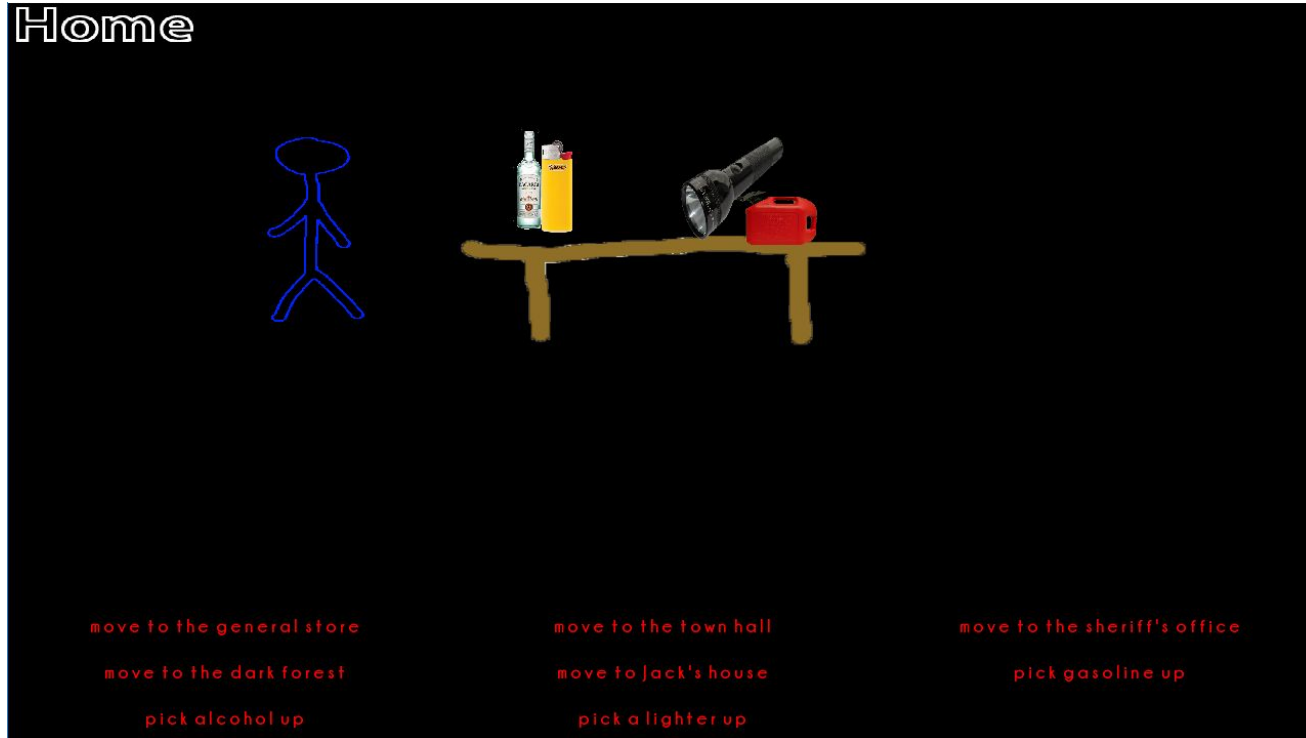 Home
move to the general store
move to the town hall
move to the sheriff's office
move to the dark forest
move to Jack's house
pick gasoline up
pick alcohol up
pick a lighter up